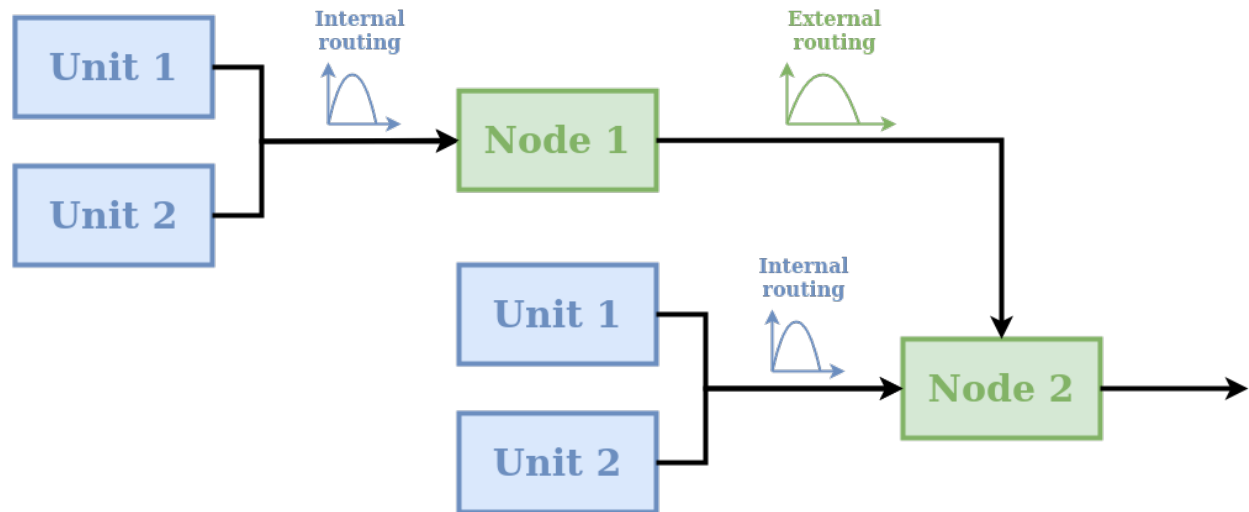 Internal
routing
External
routing
Unit 1
Node 1
Unit 2
Internal
routing
Unit 1
Node 2
Unit 2